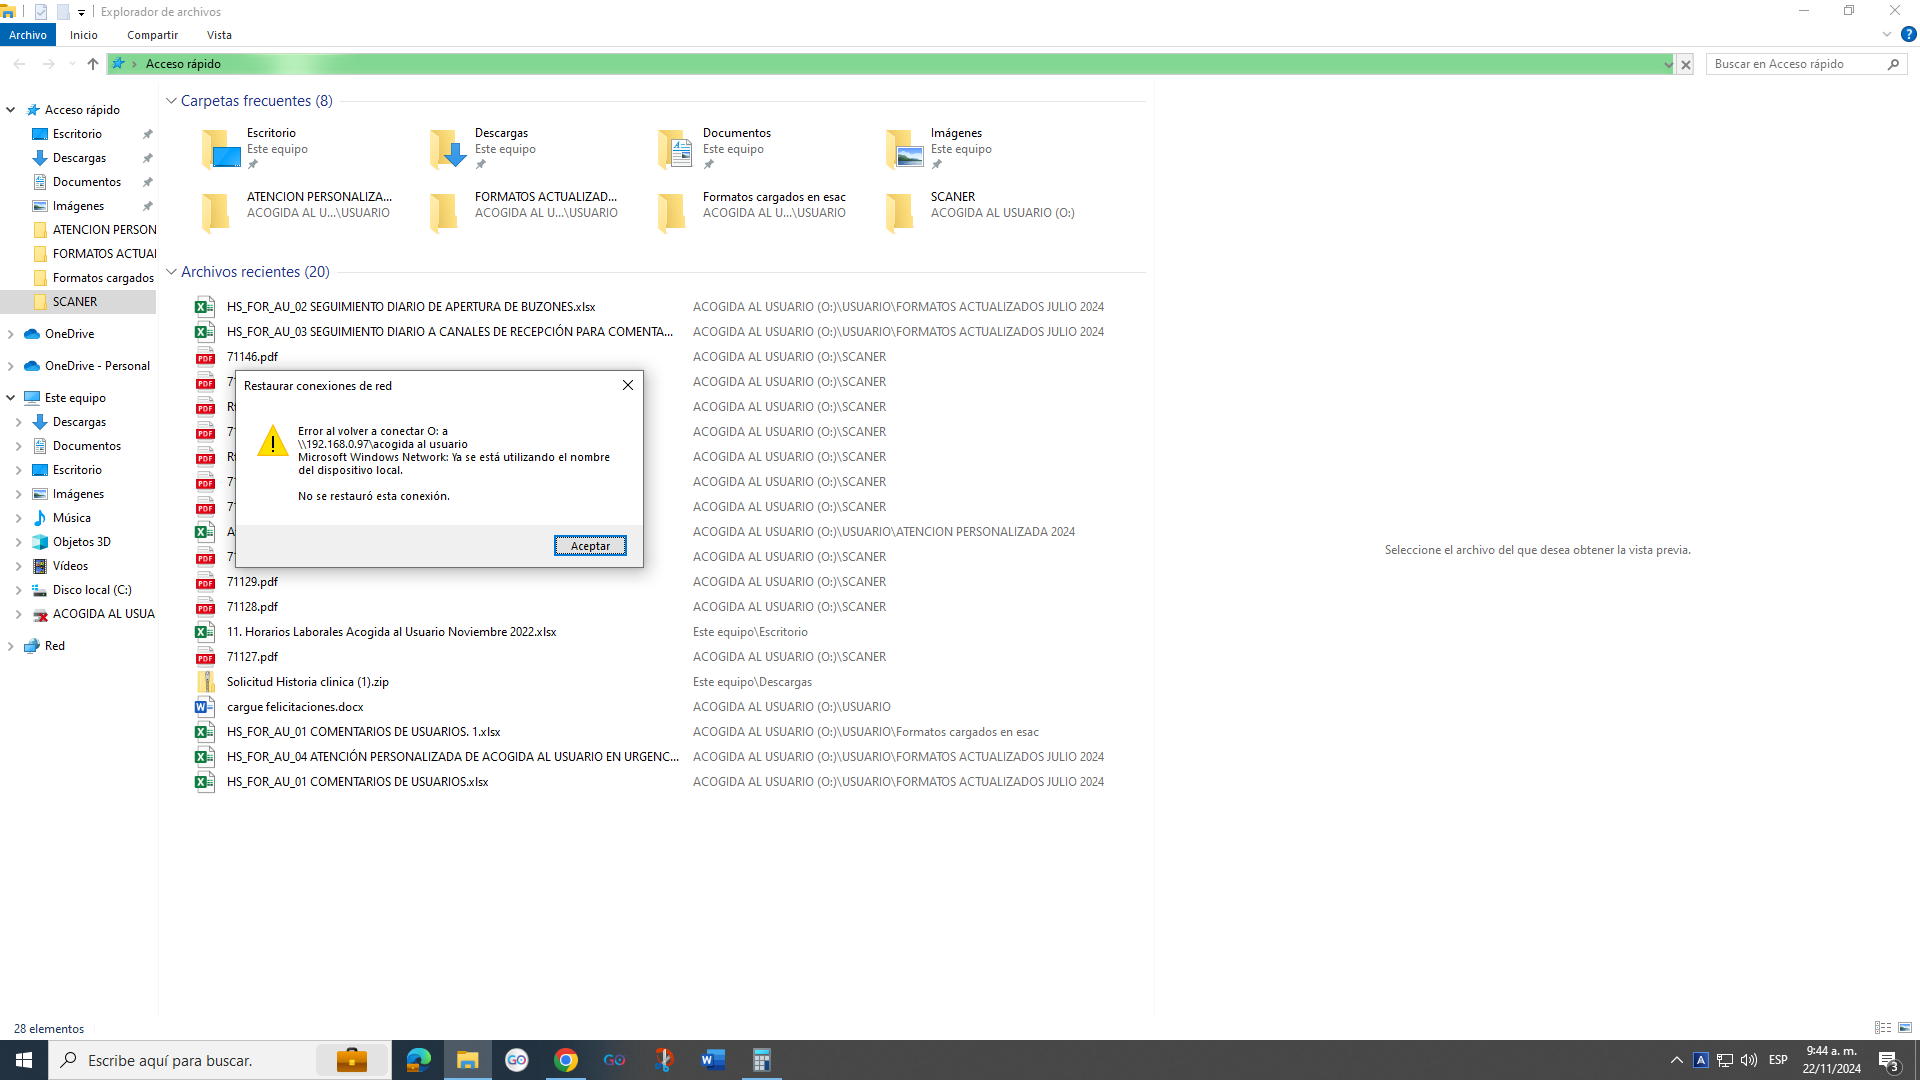 Explorador de archivos
Archivo Inicio Compartir Vista
Acceso rápido
Buscar en Acceso rápido
Acceso rápido
Escritorio
Descargas
Documentos
Imágenes
ATENCION PERSON
FORMATOS ACTUAI
Formatos cargados
SCANER
OneDrive
OneDrive - Personal
Este equipo
Descargas
Documentos
Escritorio
Imágenes
Música
Objetos 3D
Vídeos
Disco local (C:)
ACOGIDA AL USUA
Red
Carpetas frecuentes (8)
Escritorio
Este equipo
Descargas
Este equipo
Documentos
Este equipo
Imágenes
Este equipo
ATENCION PERSONALIZA...
ACOGIDA AL U...\USUARIO
FORMATOS ACTUALIZAD...
ACOGIDA AL U...\USUARIO
Formatos cargados en esac
ACOGIDA AL U...\USUARIO
SCANER
ACOGIDA AL USUARIO (O:)
Archivos recientes (20)
HS_FOR_AU_02 SEGUIMIENTO DIARIO DE APERTURA DE BUZONES.xlsx ACOGIDA AL USUARIO (O:)\USUARIO\FORMATOS ACTUALIZADOS JULIO 2024
HS_FOR_AU_03 SEGUIMIENTO DIARIO A CANALES DE RECEPCIÓN PARA COMENTA... ACOGIDA AL USUARIO (O:)\USUARIO\FORMATOS ACTUALIZADOS JULIO 2024
71146.pdf ACOGIDA AL USUARIO (O:)\SCANER
ACOGIDA AL USUARIO (O:)\SCANER
ACOGIDA AL USUARIO (O:)\SCANER
ACOGIDA AL USUARIO (O:)\SCANER
ACOGIDA AL USUARIO (O:)\SCANER
ACOGIDA AL USUARIO (O:)\SCANER
ACOGIDA AL USUARIO (O:)\SCANER
ACOGIDA AL USUARIO (O:)\USUARIO\ATENCION PERSONALIZADA 2024
ACOGIDA AL USUARIO (O:)\SCANER
71129.pdf ACOGIDA AL USUARIO (O:)\SCANER
71128.pdf ACOGIDA AL USUARIO (O:)\SCANER
11. Horarios Laborales Acogida al Usuario Noviembre 2022.xlsx Este equipo\Escritorio
71127.pdf ACOGIDA AL USUARIO (O:)\SCANER
Solicitud Historia clinica (1).zip Este equipo\Descargas
cargue felicitaciones.docx ACOGIDA AL USUARIO (O:)\USUARIO
HS_FOR_AU_01 COMENTARIOS DE USUARIOS. 1.xlsx ACOGIDA AL USUARIO (O:)\USUARIO\Formatos cargados en esac
HS_FOR_AU_04 ATENCIÓN PERSONALIZADA DE ACOGIDA AL USUARIO EN URGENC... ACOGIDA AL USUARIO (O:)\USUARIO\FORMATOS ACTUALIZADOS JULIO 2024
HS_FOR_AU_01 COMENTARIOS DE USUARIOS.xlsx ACOGIDA AL USUARIO (O:)\USUARIO\FORMATOS ACTUALIZADOS JULIO 2024
Restaurar conexiones de red
Error al volver a conectar O: a
\\192.168.0.97\acogida al usuario
Microsoft Windows Network: Ya se está utilizando el nombre
del dispositivo local.
No se restauró esta conexión.
Aceptar
Seleccione el archivo del que desea obtener la vista previa.
28 elementos
Escribe aquí para buscar.
ESP
9:44 a. m.
22/11/2024
3